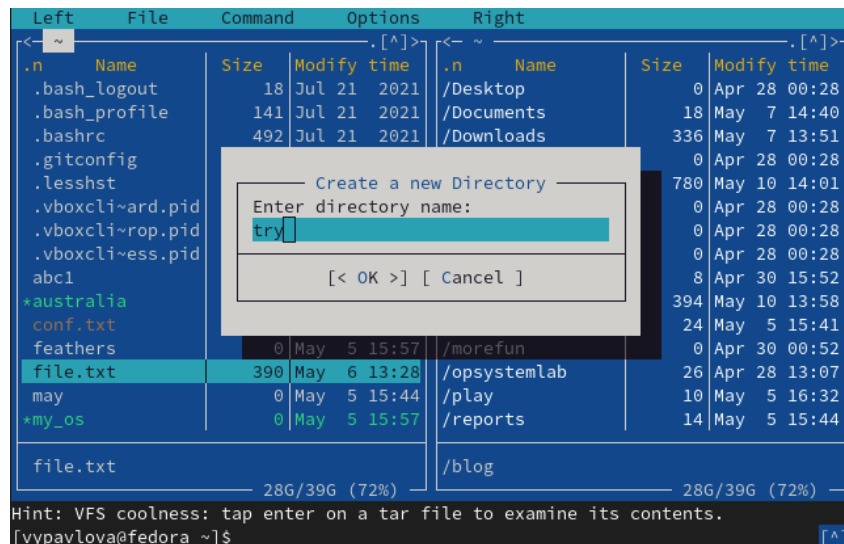 Left File Command Options Right
<— ~ .[^]> <— ~ .[^]>
.n Name Size Modify time .n Name Size Modify time
.bash_logout 18 Jul 21 2021 /Desktop 0 Apr 28 00:28
.bash_profile 141 Jul 21 2021 /Documents 18 May 7 14:40
.bashrc 492 Jul 21 2021 /Downloads 336 May 7 13:51
.gitconfig 0 Apr 28 00:28
.lesshst Create a new Directory 780 May 10 14:01
.vboxcli~ard.pid Enter directory name: 0 Apr 28 00:28
.vboxcli~rop.pid try 0 Apr 28 00:28
.vboxcli~ess.pid 0 Apr 28 00:28
abc1 [< OK >] [ Cancel ] 8 Apr 30 15:52
*australia 394 May 10 13:58
conf.txt 24 May 5 15:41
feathers 0 May 5 15:57 /morefun 0 Apr 30 00:52
file.txt 390 May 6 13:28 /opsystemlab 26 Apr 28 13:07
may 0 May 5 15:44 /play 10 May 5 16:32
*my_os 0 May 5 15:57 /reports 14 May 5 15:44
file.txt /blog
28G/39G (72%) 28G/39G (72%)
Hint: VFS coolness: tap enter on a tar file to examine its contents.
[vypavlova@fedora ~]$ [^]